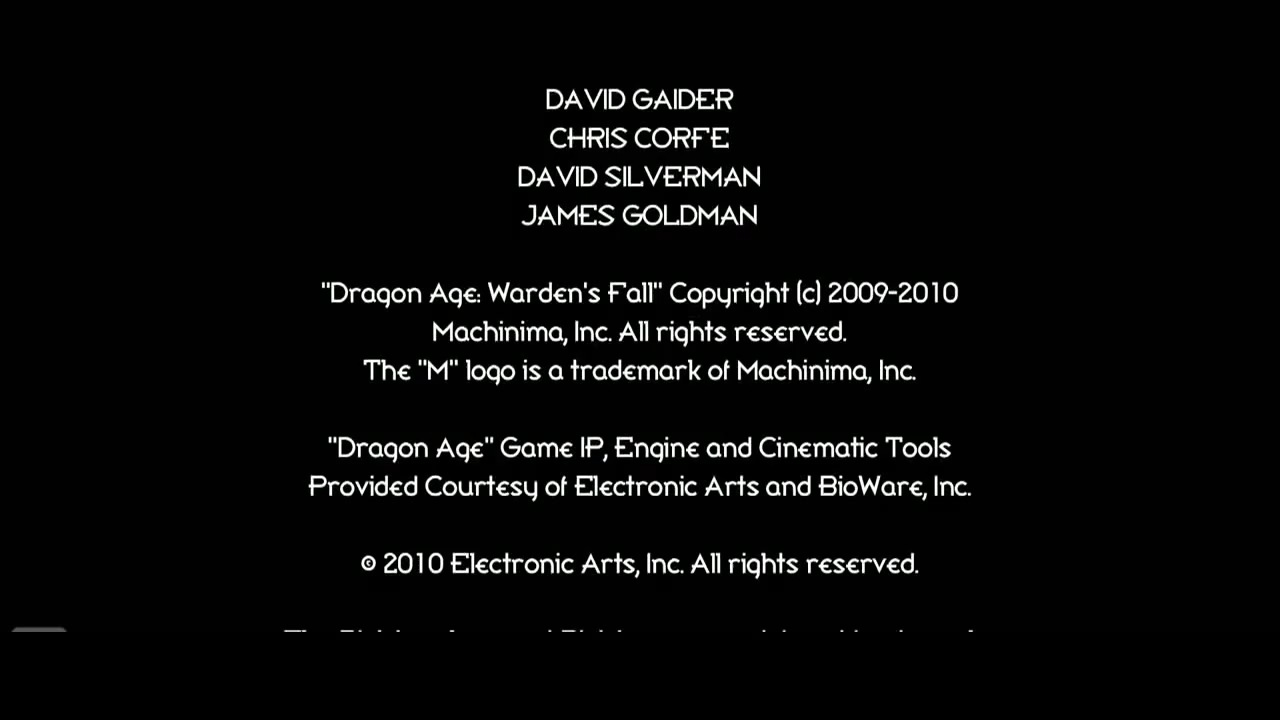 DAVID GAIDER
CHRIS CORFE
DAVID SILVERMAN
JAMES GOLDMAN
"Dragon Age: Warden's Fall" Copyright (c) 2009-2010
Machinima, Inc. All rights reserved.
The "M" logo is a trademark of Machinima, Inc.
"Dragon Age" Game IP, Engine and Cinematic Tools
Provided Courtesy of Electronic Arts and BioWare, Inc.
© 2010 Electronic Arts, Inc. All rights reserved.